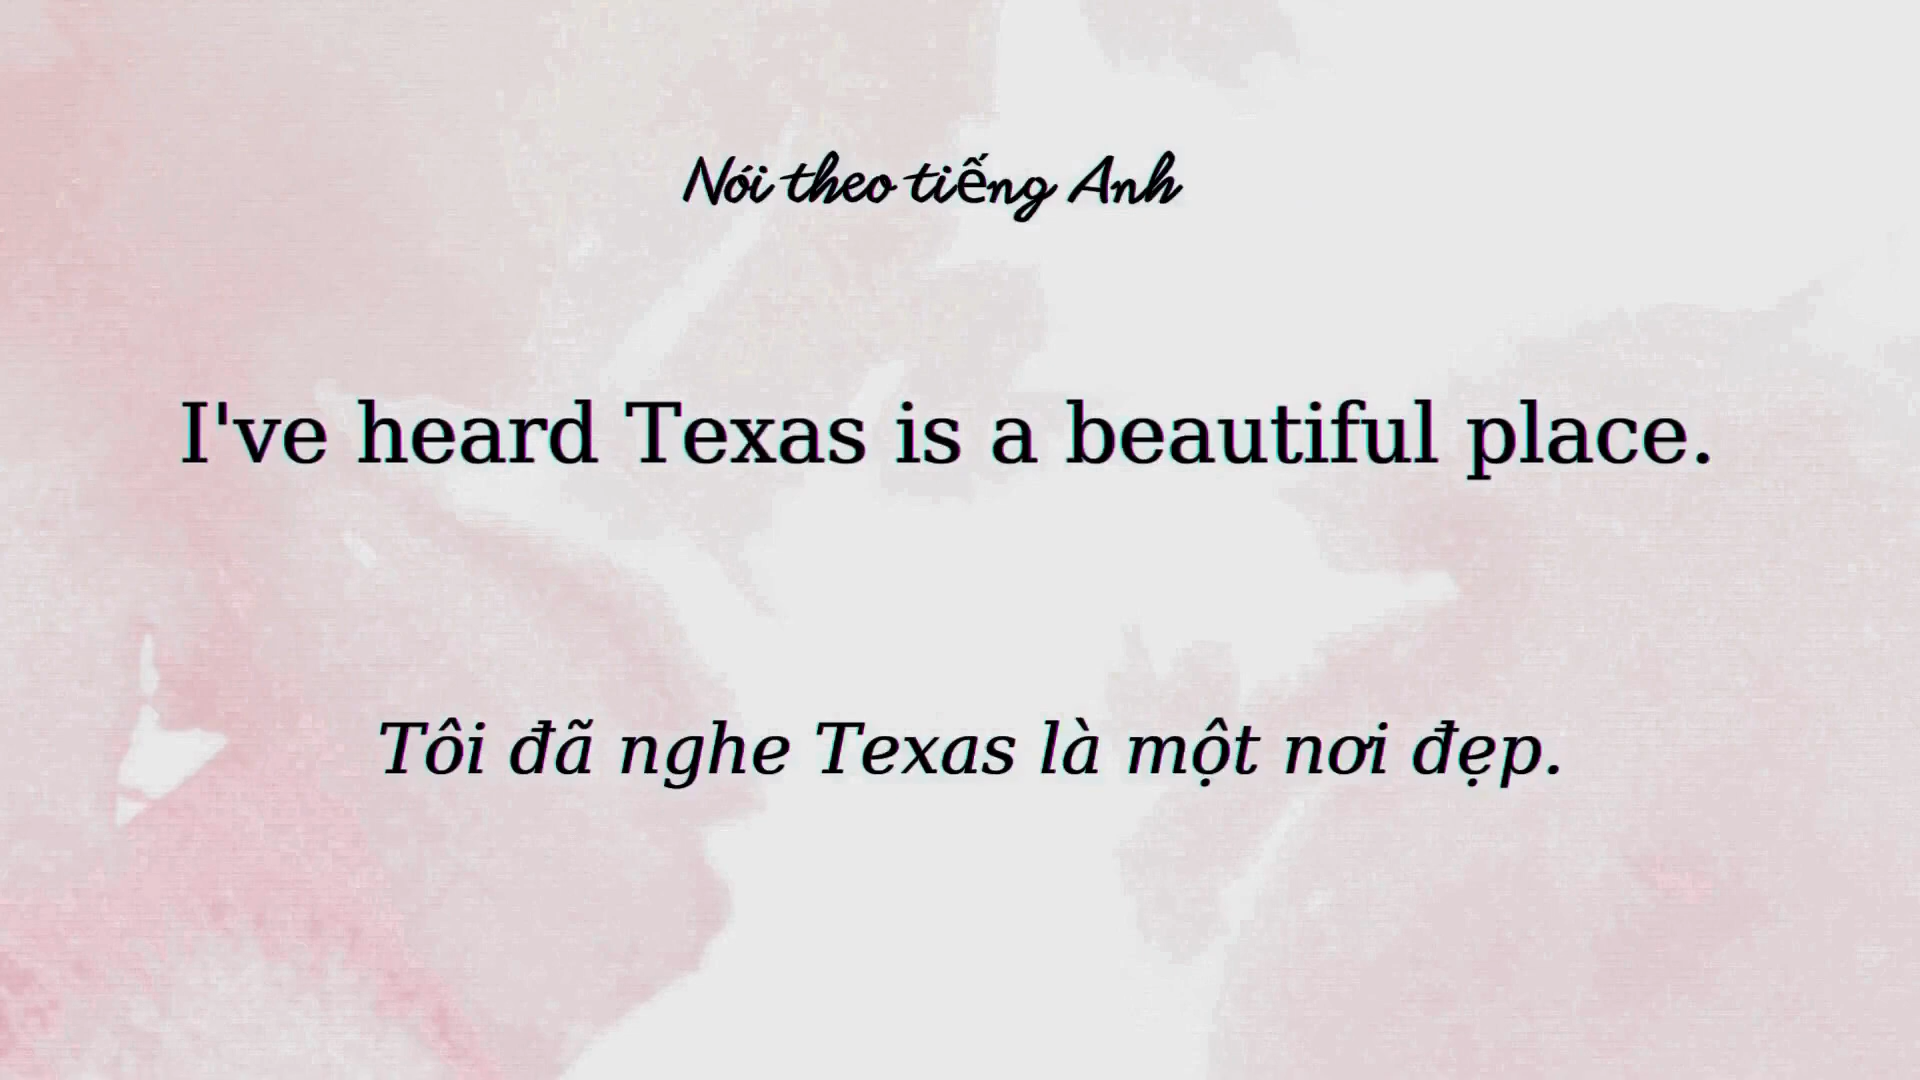 Nói theo tiếng Anh
I've heard Texas is a beautiful place.
Tôi đã nghe Texas là một nơi đẹp.